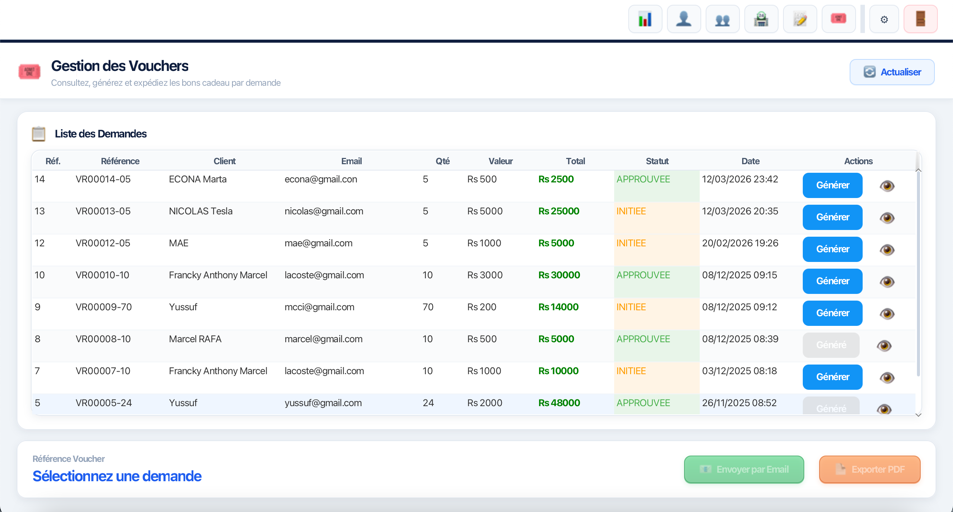 Gestion des Vouchers
Consultez, générez et expédiez les bons cadeau par demande
Actualiser
Liste des Demandes
Réf. Référence Client Email Qté Valeur Total Statut Date Actions
14 VR00014-05 ECONA Marta econa@gmail.con 5 Rs 500 Rs 2500 APPROUVEE 12/03/2026 23:42 Générer
13 VR00013-05 NICOLAS Tesla nicolas@gmail.com 5 Rs 5000 Rs 25000 INITIEE 12/03/2026 20:35 Générer
12 VR00012-05 MAE mae@gmail.com 5 Rs 1000 Rs 5000 INITIEE 20/02/2026 19:26 Générer
10 VR00010-10 Francky Anthony Marcel lacoste@gmail.com 10 Rs 3000 Rs 30000 APPROUVEE 08/12/2025 09:15 Générer
9 VR00009-70 Yussuf mcci@gmail.com 70 Rs 200 Rs 14000 INITIEE 08/12/2025 09:12 Générer
8 VR00008-10 Marcel RAFA marcel@gmail.com 10 Rs 500 Rs 5000 APPROUVEE 08/12/2025 08:39 Généré
7 VR00007-10 Francky Anthony Marcel lacoste@gmail.com 10 Rs 1000 Rs 10000 INITIEE 03/12/2025 08:18 Générer
5 VR00005-24 Yussuf yussuf@gmail.com 24 Rs 2000 Rs 48000 APPROUVEE 26/11/2025 08:52 Généré
Référence Voucher
Sélectionnez une demande
Envoyer par Email
Exporter PDF